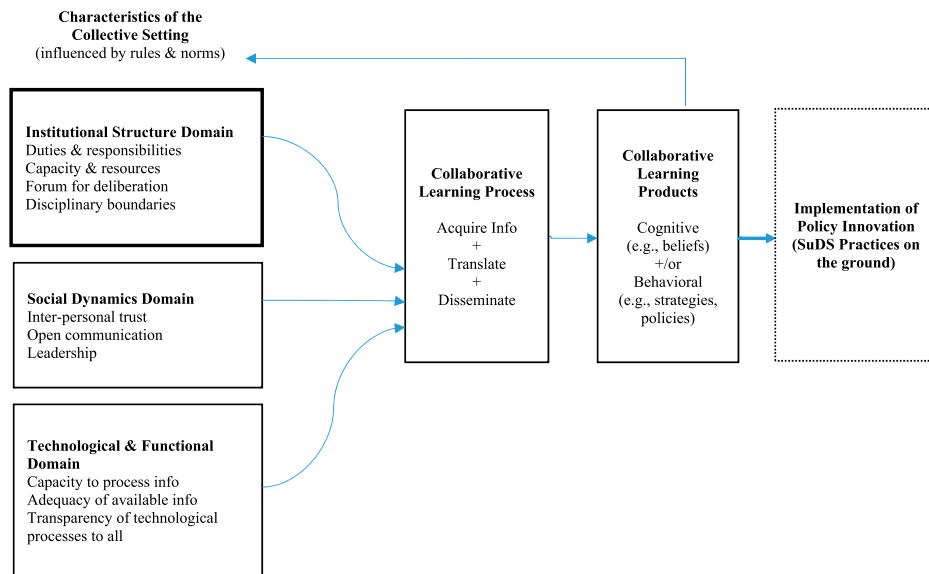 Characteristics of the
Collective Setting
(influenced by rules & norms)
Institutional Structure Domain
Duties & responsibilities
Capacity & resources
Forum for deliberation
Disciplinary boundaries
Social Dynamics Domain
Inter-personal trust
Open communication
Leadership
Technological & Functional
Domain
Capacity to process info
Adequacy of available info
Transparency of technological
processes to all
Collaborative
Learning Process
Acquire Info
+
Translate
+
Disseminate
Collaborative
Learning
Products
Cognitive
(e.g., beliefs)
+/or
Behavioral
(e.g., strategies,
policies)
Implementation of
Policy Innovation
(SuDS Practices on
the ground)